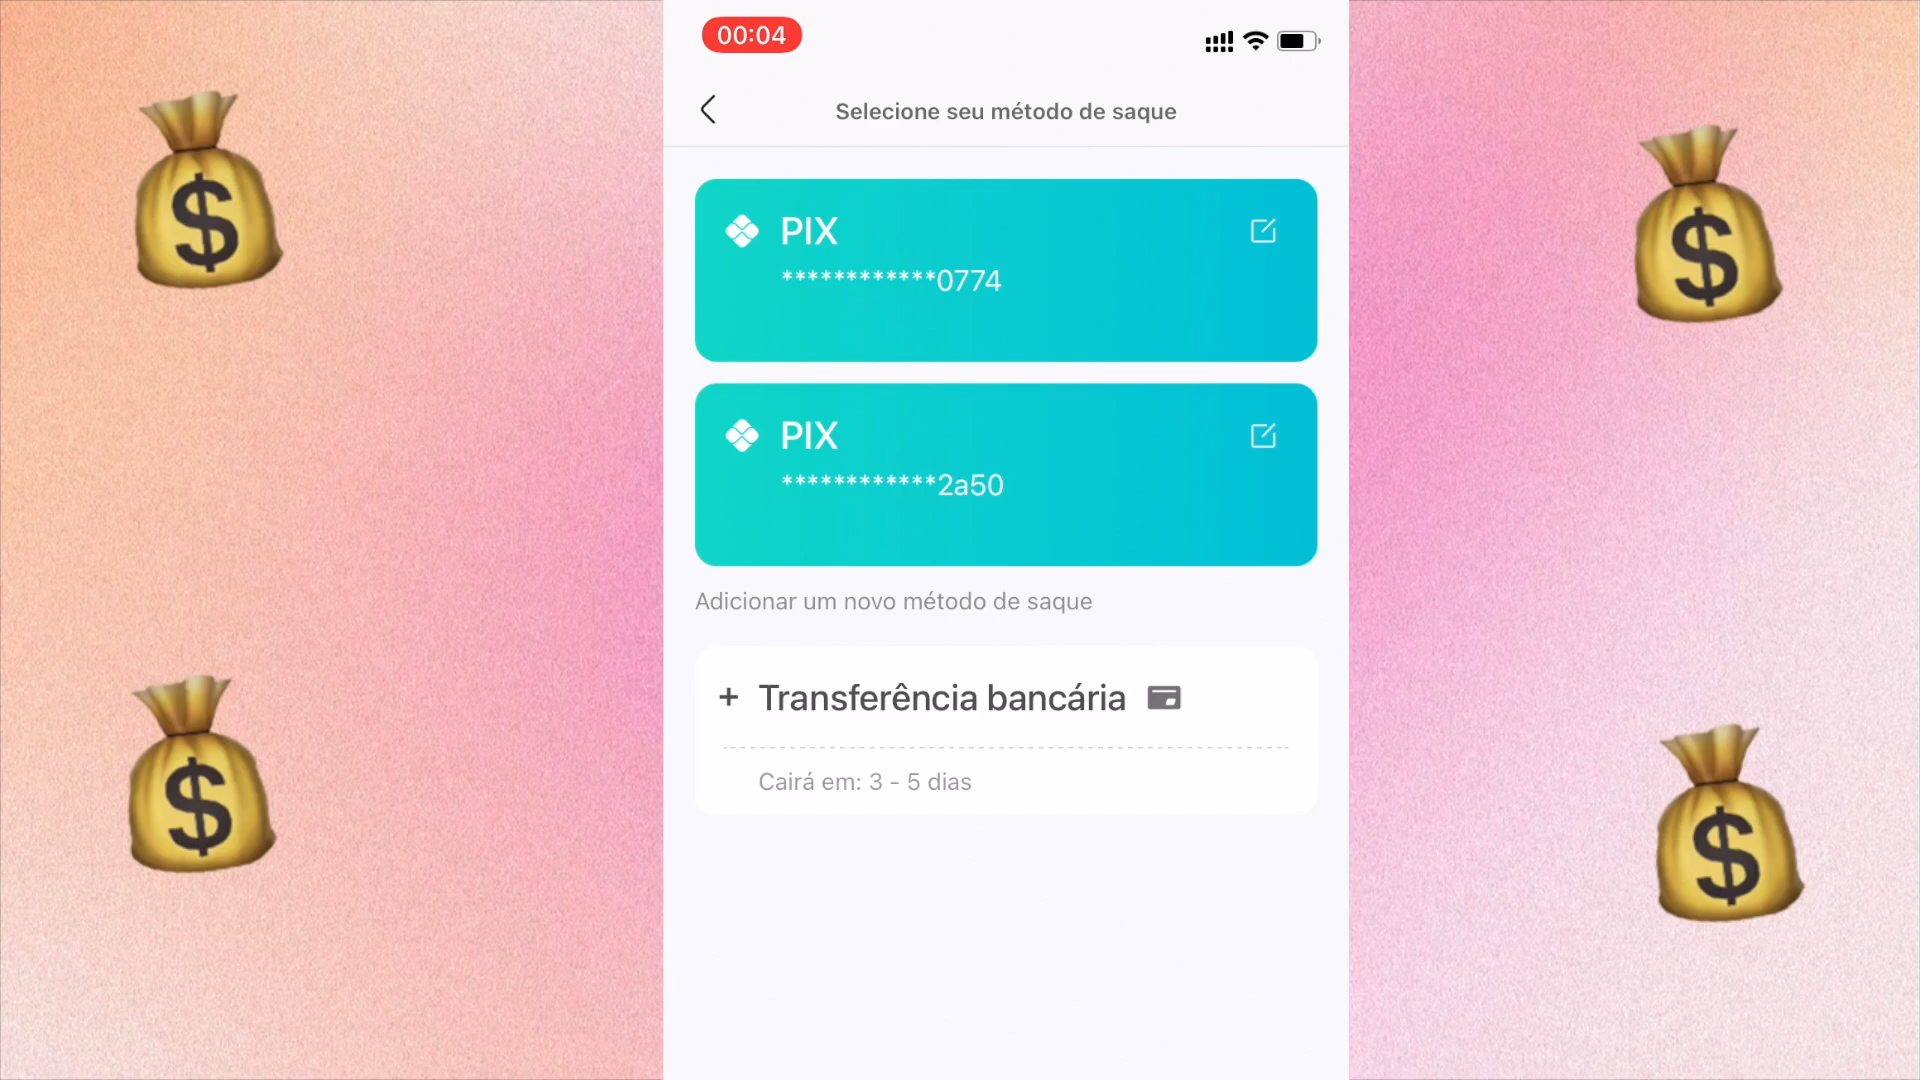 00:04
Selecione seu método de saque
PIX
************0774
PIX
************2a50
Adicionar um novo método de saque
+ Transferência bancária
Cairá em: 3 - 5 dias
$
$
$
$